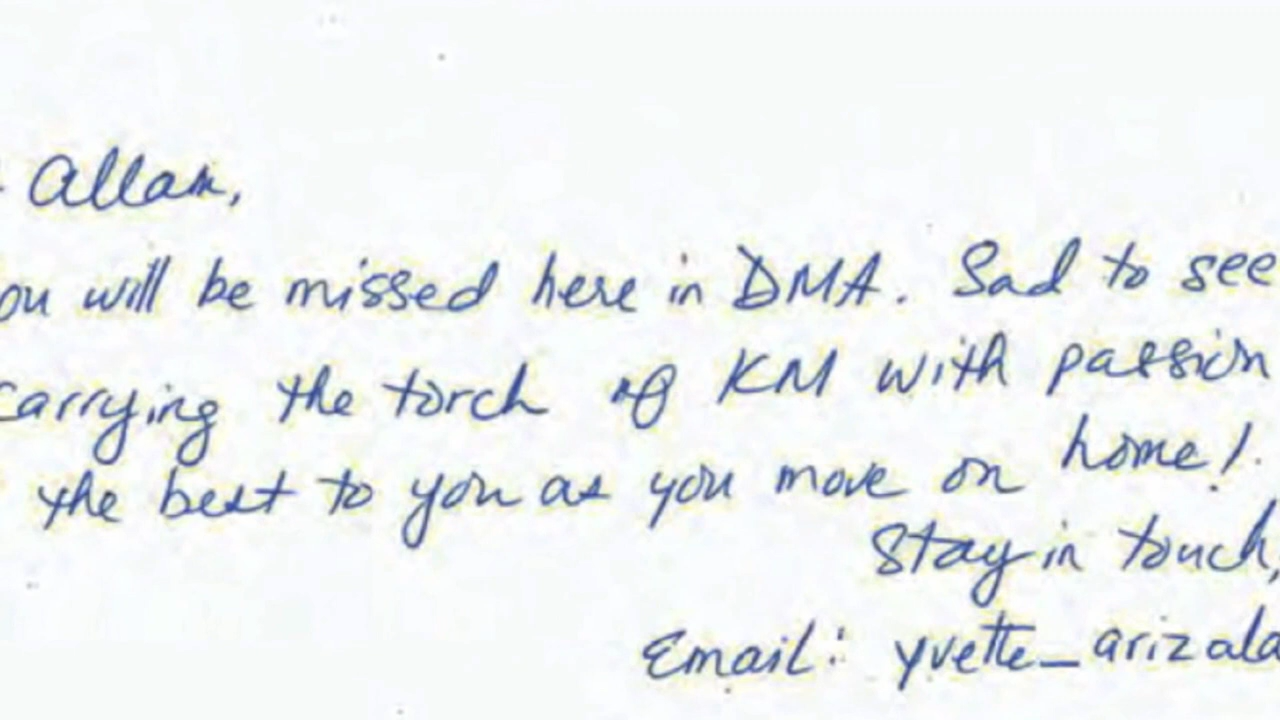 Allan,
ou will be missed here in DMA. Sad to see
carrying the torch of KM with passion
the best to you as you move on home!
Stay in touch,
Email: yvette_arizala